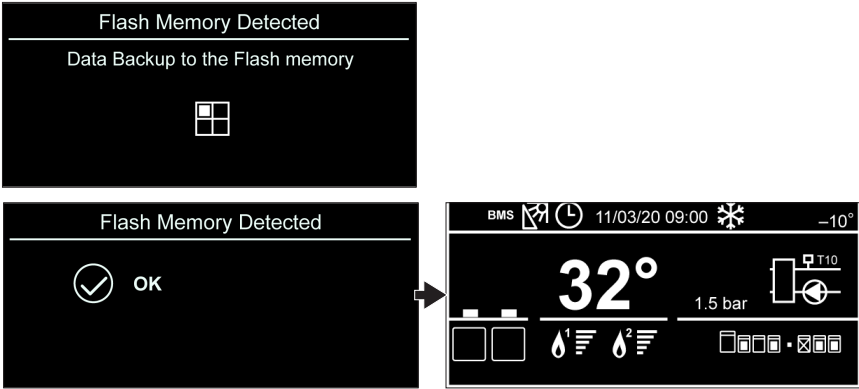 Flash Memory Detected
Data Backup to the Flash memory
Flash Memory Detected
OK
BMS 11/03/20 09:00 –10°
32°
T10
1.5 bar
1 2